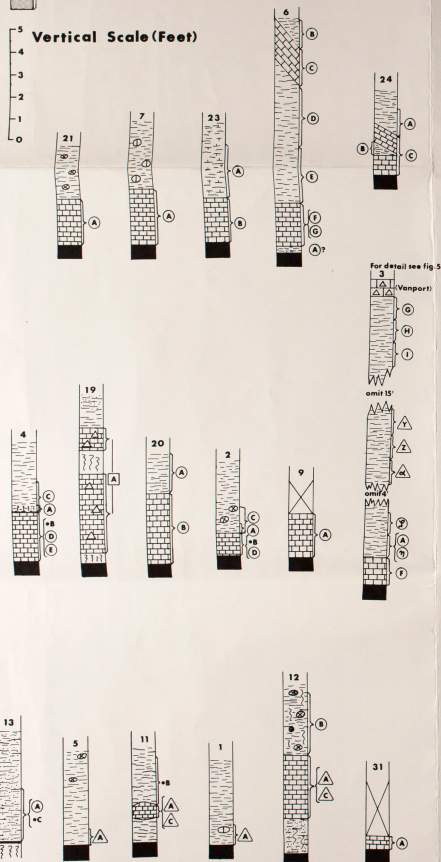 5
Vertical Scale (Feet)
4
3
2
1
0
6
B
C
D
E
F
G
A?
24
A
B
C
21
A
7
A
23
A
B
For detail see fig. 5
3
(Vanport)
G
H
I
omit 15'
Y
Z
α
omit 4'
A
F
4
C
A
•B
D
E
19
A
20
A
B
2
C
A
•B
D
9
A
13
A
•C
5
A
11
•B
A
C
1
A
12
B
A
C
31
A